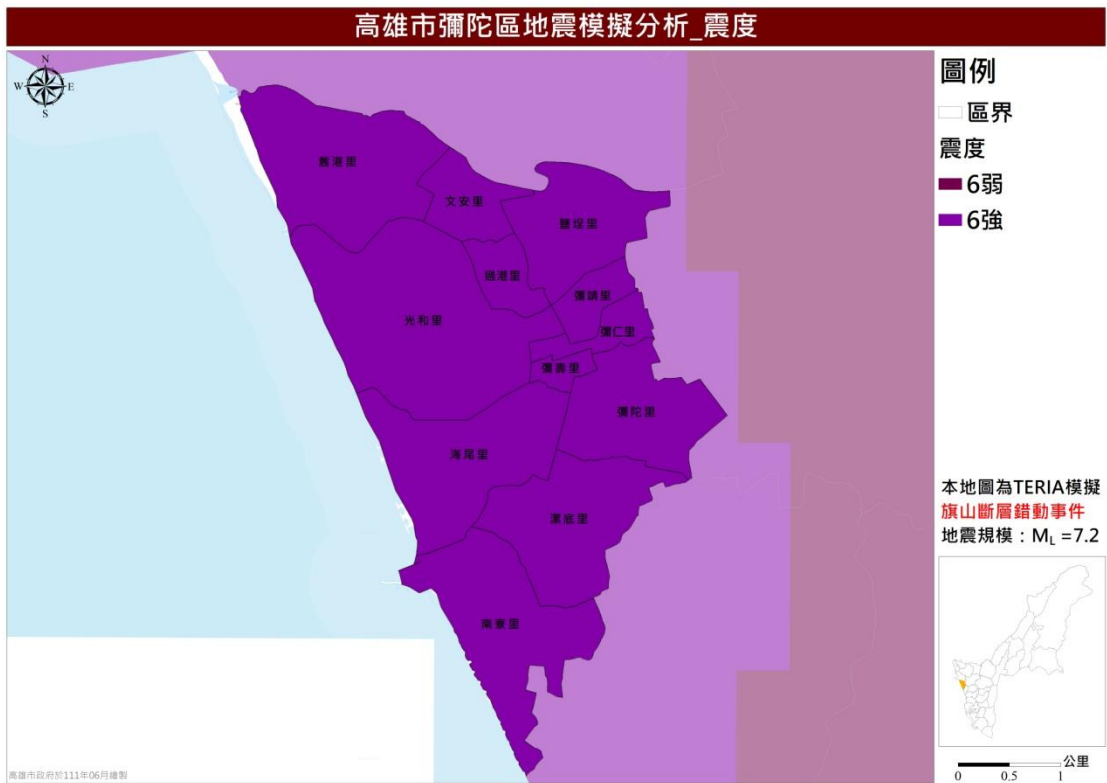 高雄市彌陀區地震模擬分析_震度
N
W E
S
圖例
區界
震度
6弱
6強
舊港里
文安里
鹽埕里
過港里
彌靖里
光和里
彌仁里
彌壽里
彌陀里
海尾里
漯底里
南寮里
本地圖為TERIA模擬
旗山斷層錯動事件
地震規模：ML =7.2
公里
0 0.5 1
高雄市政府於111年06月繪製